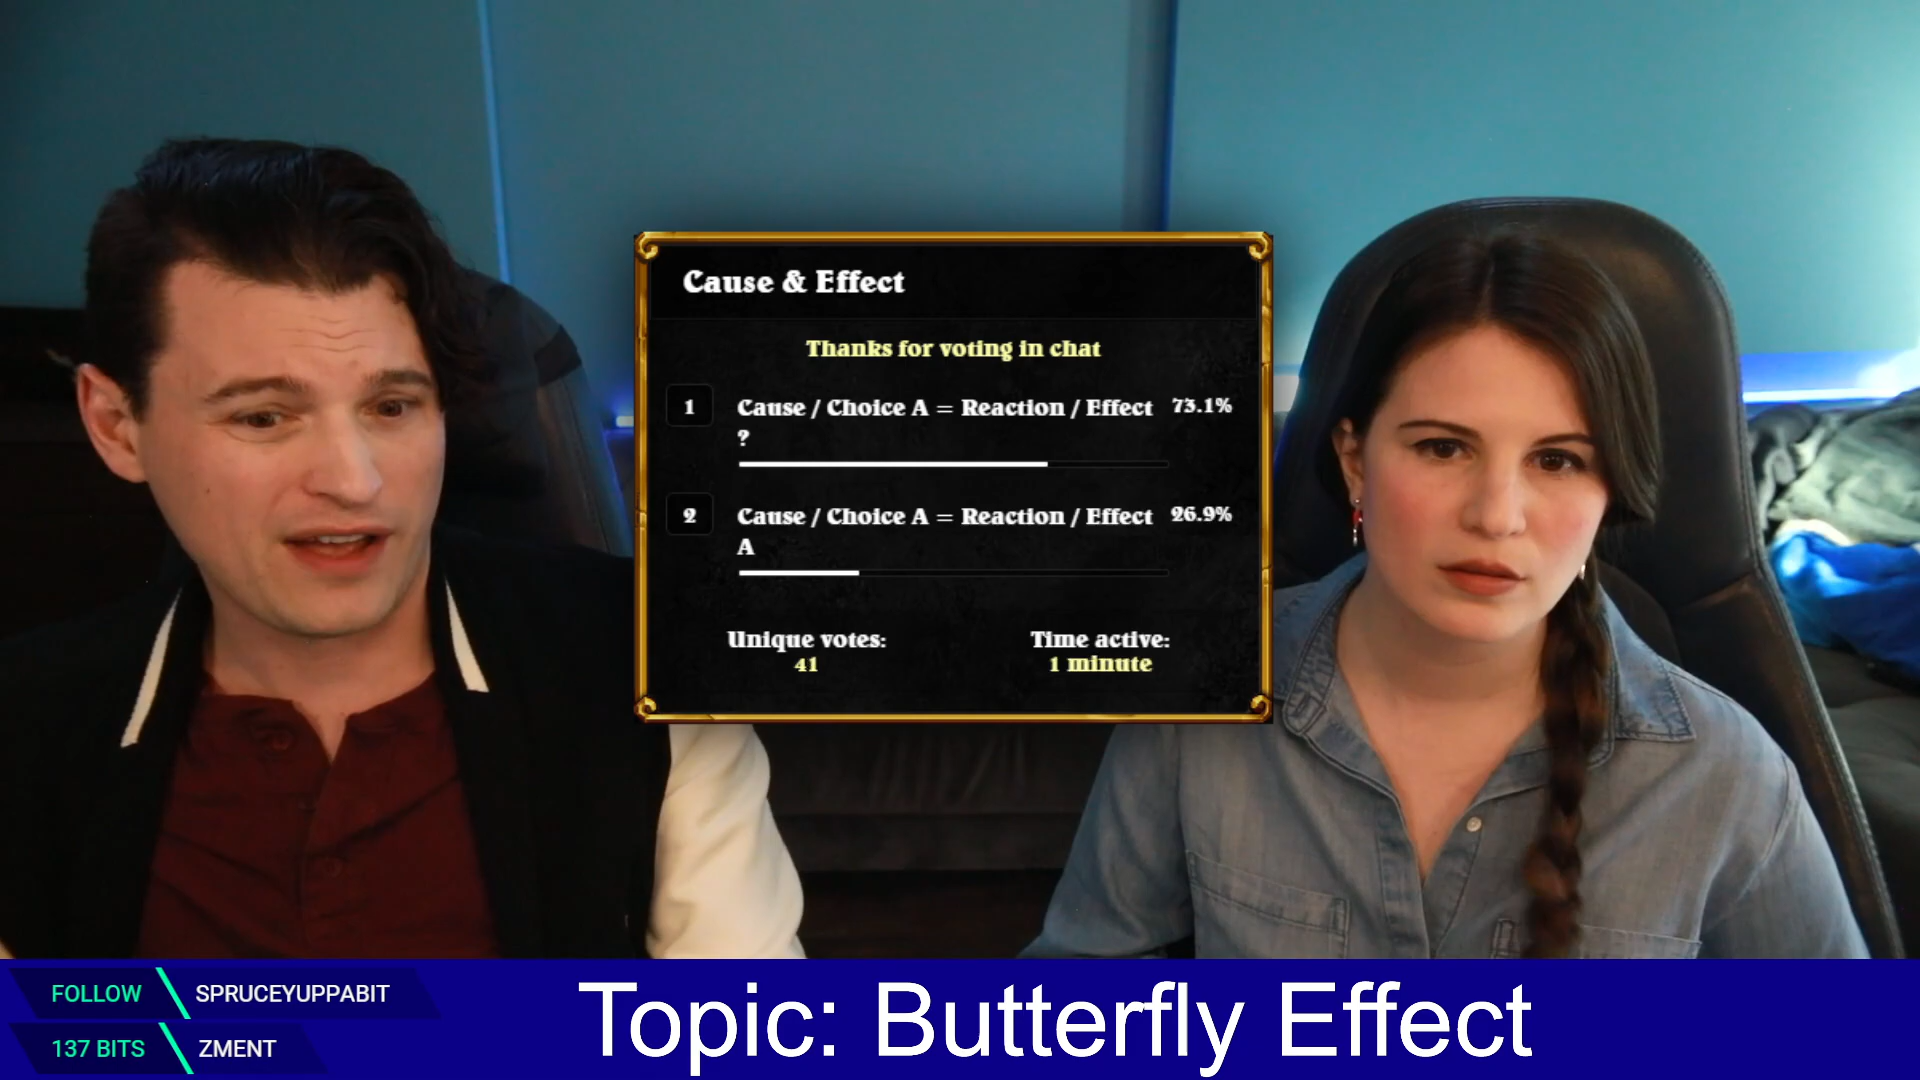 Cause & Effect
Thanks for voting in chat
1
Cause / Choice A = Reaction / Effect 73.1%
?
2
Cause / Choice A = Reaction / Effect 26.9%
A
Unique votes:
41
Time active:
1 minute
FOLLOW SPRUCEYUPPABIT
137 BITS ZMENT
Topic: Butterfly Effect